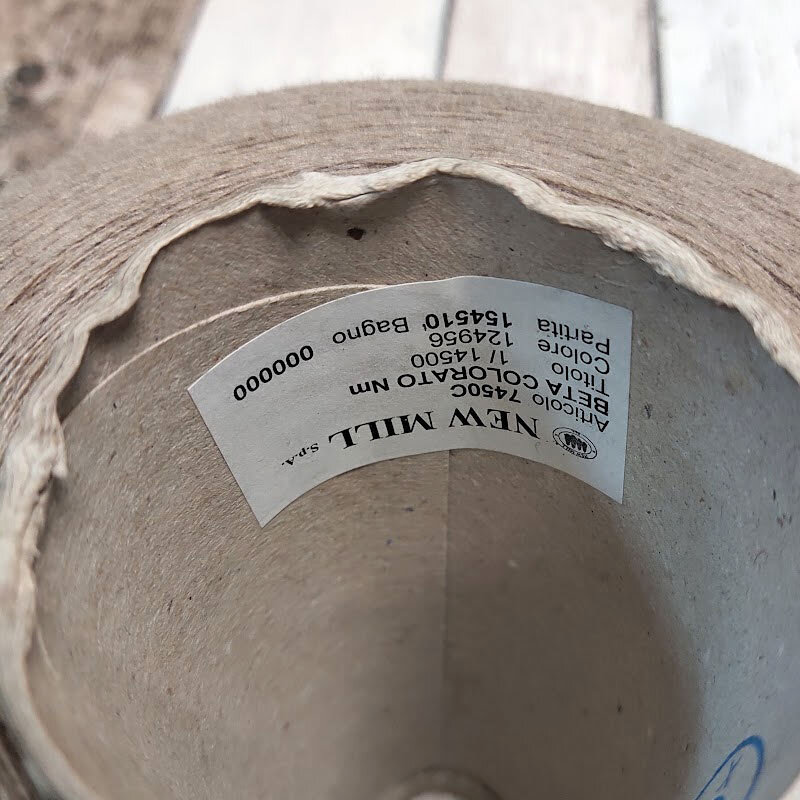 NEW MILL S.p.A.
Articolo 7450C
BETA COLORATO Nm
Titolo 1/ 14500
Colore 124956
Partita 154510' Bagno 000000